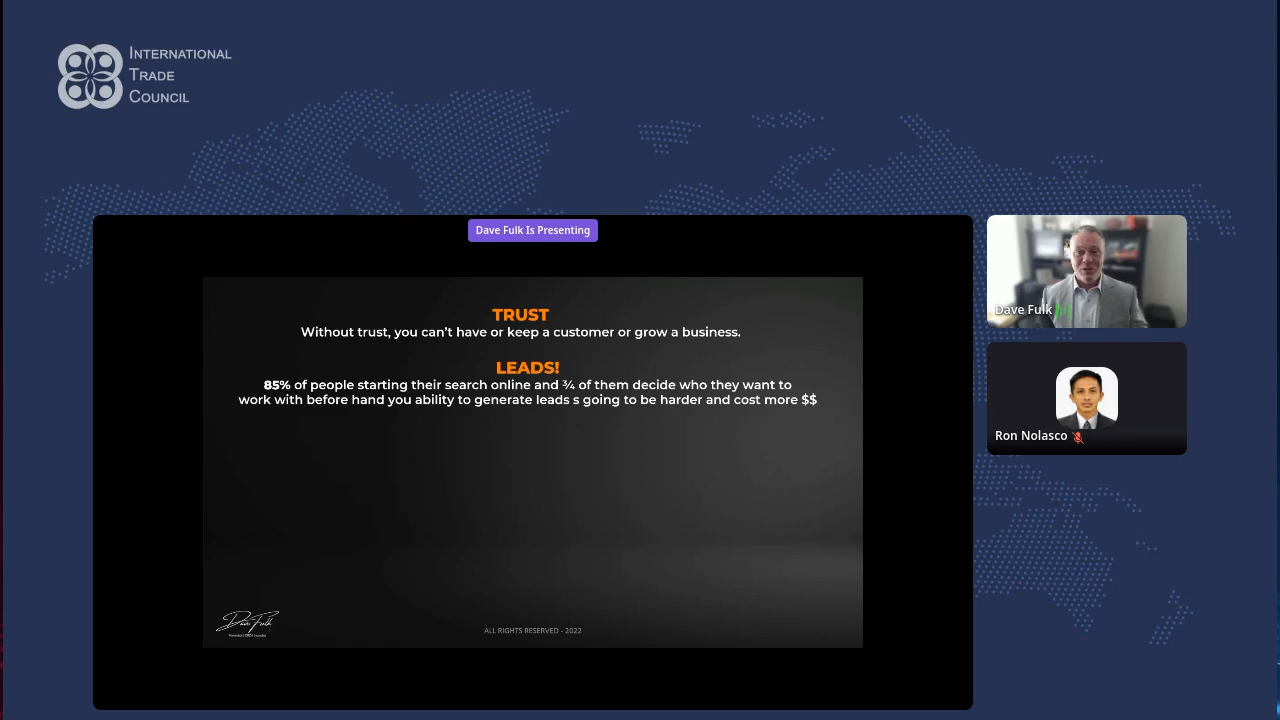 INTERNATIONAL
TRADE
COUNCIL
Dave Fulk Is Presenting
TRUST
Without trust, you can't have or keep a customer or grow a business.
LEADS!
85% of people starting their search online and ¾ of them decide who they want to
work with before hand you ability to generate leads s going to be harder and cost more $$
Dave Fulk
ALL RIGHTS RESERVED - 2022
Dave Fulk
Ron Nolasco